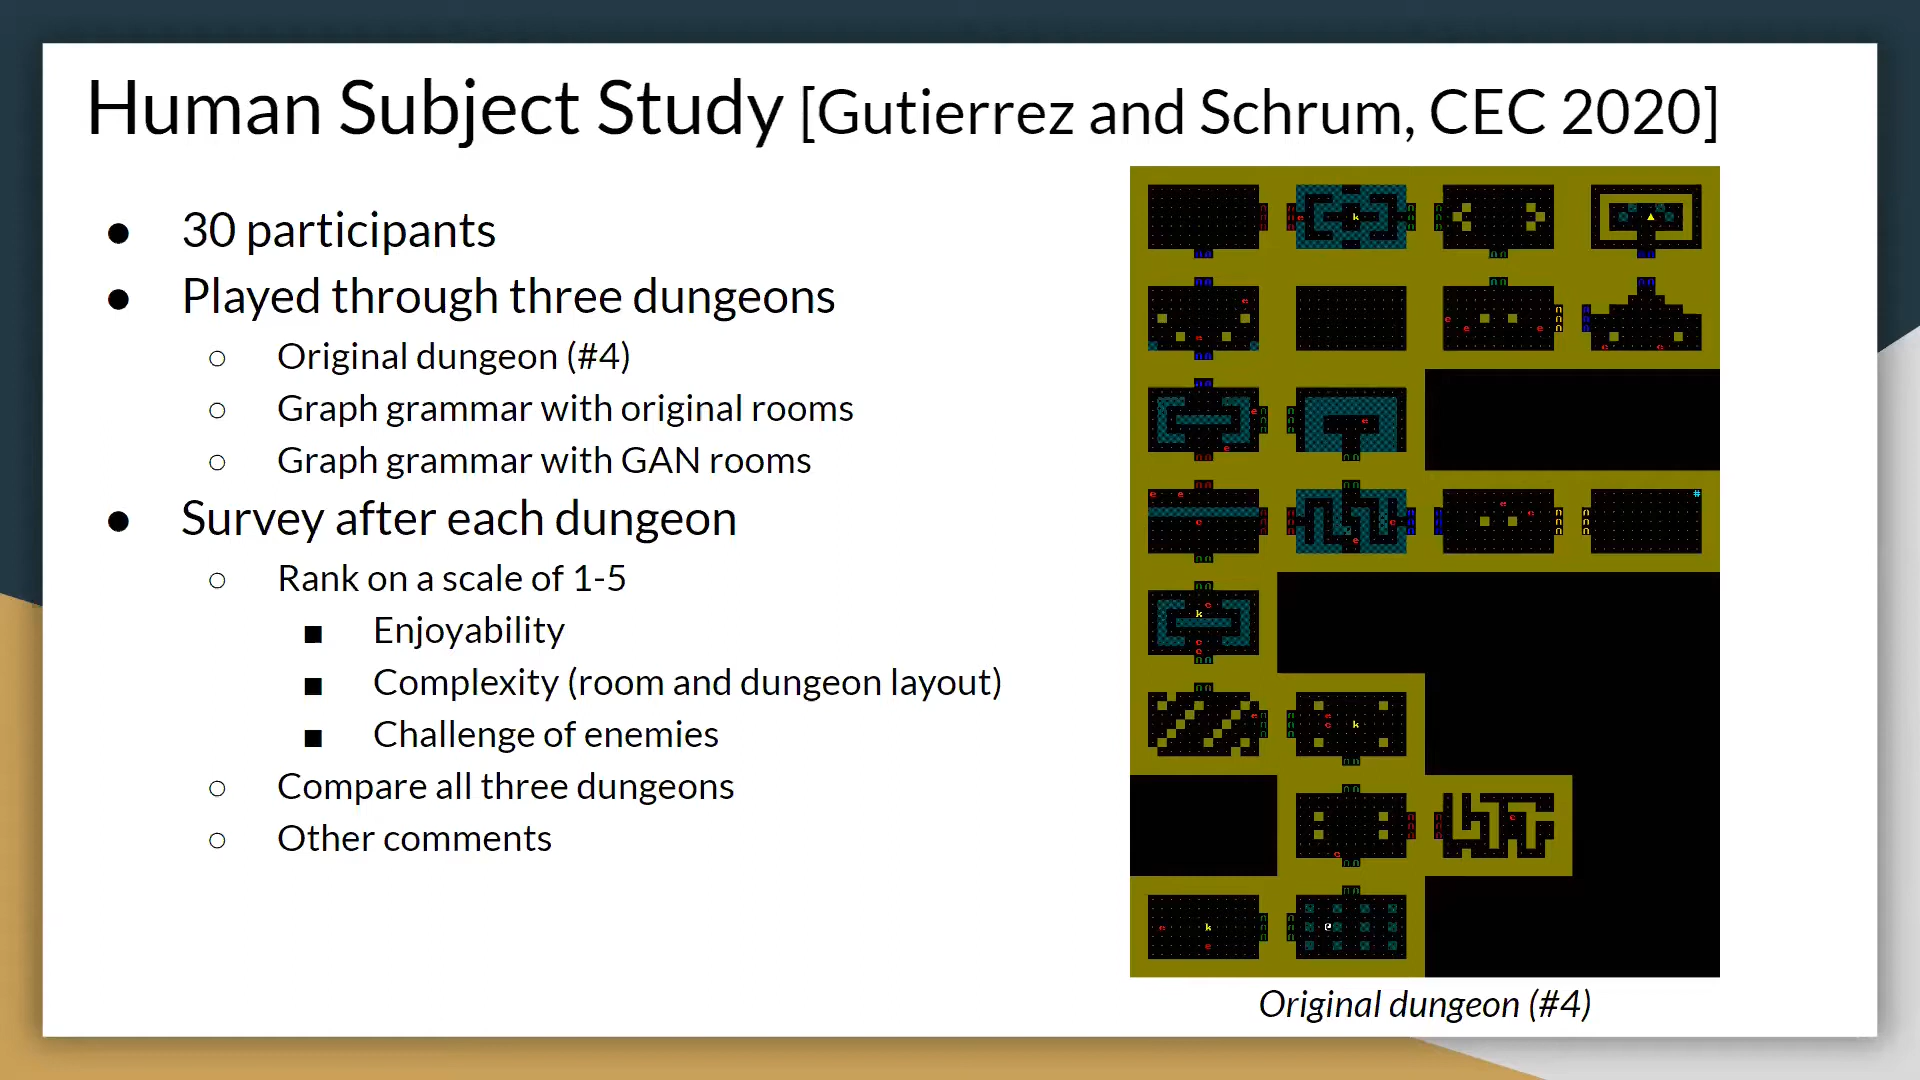 Human Subject Study [Gutierrez and Schrum, CEC 2020]
● 30 participants
● Played through three dungeons
○ Original dungeon (#4)
○ Graph grammar with original rooms
○ Graph grammar with GAN rooms
● Survey after each dungeon
○ Rank on a scale of 1-5
■ Enjoyability
■ Complexity (room and dungeon layout)
■ Challenge of enemies
○ Compare all three dungeons
○ Other comments
Original dungeon (#4)